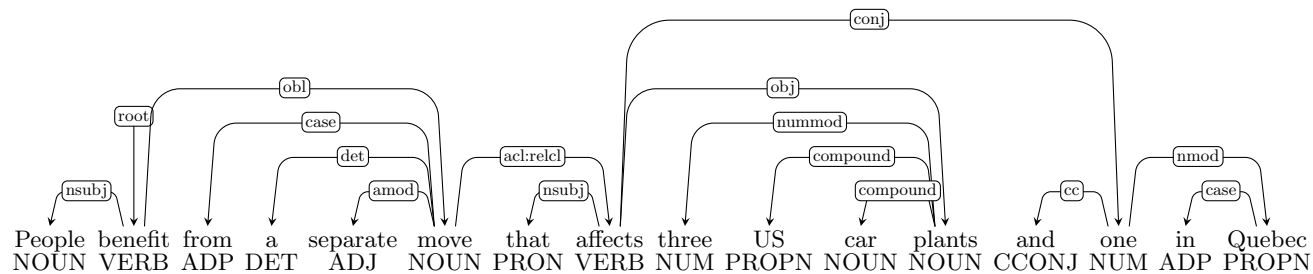 conj
obl obj
root case nummod
det acl:relcl compound nmod
nsubj amod nsubj compound cc case
People benefit from a separate move that affects three US car plants and one in Quebec
NOUN VERB ADP DET ADJ NOUN PRON VERB NUM PROPN NOUN NOUN CCONJ NUM ADP PROPN